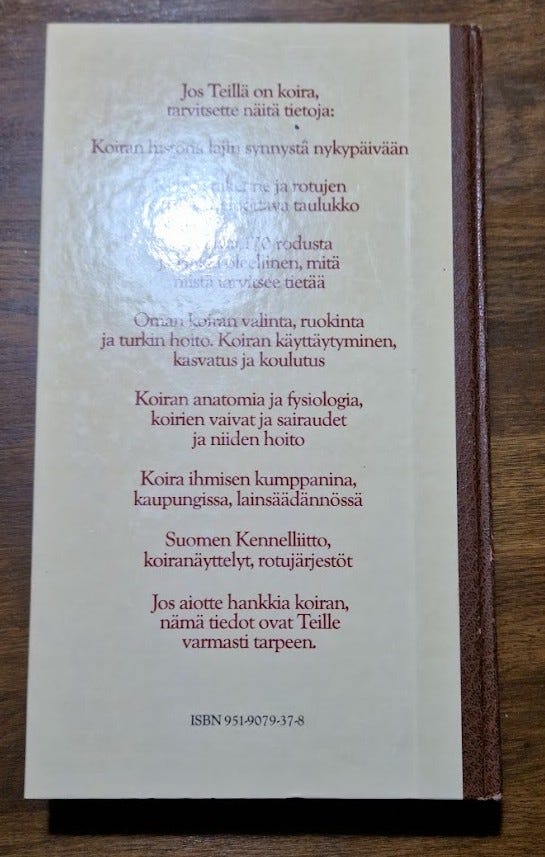 Jos Teillä on koira,
tarvitsette näitä tietoja:
Koiran historia lajin synnystä nykypäivään
ja rotujen
taulukko
170 rodusta
mitä
tarvitsee tietää
Oman koiran valinta, ruokinta
ja turkin hoito. Koiran käyttäytyminen,
kasvatus ja koulutus
Koiran anatomia ja fysiologia,
koirien vaivat ja sairaudet
ja niiden hoito
Koira ihmisen kumppanina,
kaupungissa, lainsäädännössä
Suomen Kennelliitto,
koiranäyttelyt, rotujärjestöt
Jos aiotte hankkia koiran,
nämä tiedot ovat Teille
varmasti tarpeen.
ISBN 951-9079-37-8